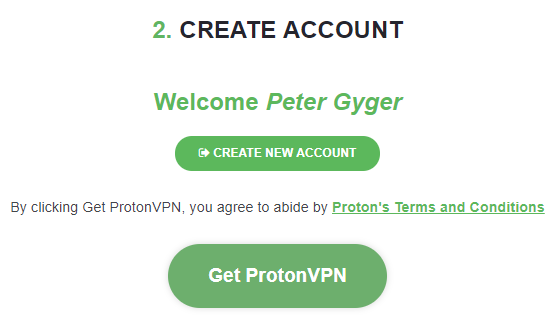 2. CREATE ACCOUNT
Welcome Peter Gyger
CREATE NEW ACCOUNT
By clicking Get ProtonVPN, you agree to abide by Proton's Terms and Conditions
Get ProtonVPN